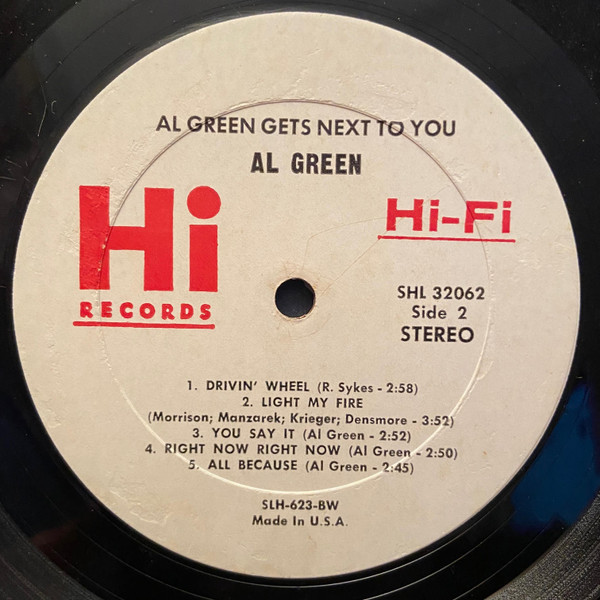 AL GREEN GETS NEXT TO YOU
AL GREEN
Hi
RECORDS
Hi-Fi
SHL 32062
Side 2
STEREO
1. DRIVIN' WHEEL (R. Sykes - 2:58)
2. LIGHT MY FIRE
(Morrison; Manzarek; Krieger; Densmore - 3:52)
3. YOU SAY IT (Al Green - 2:52)
4. RIGHT NOW RIGHT NOW (Al Green - 2:50)
5. ALL BECAUSE (Al Green - 2:45)
SLH-623-BW
Made In U.S.A.